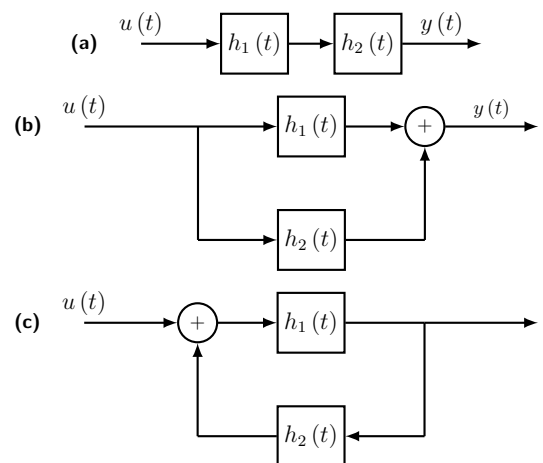 u (t)
(a) h₁ (t) h₂ (t) y (t)
u (t)
(b) h₁ (t) + y (t)
h₂ (t)
u (t)
(c) + h₁ (t)
h₂ (t)